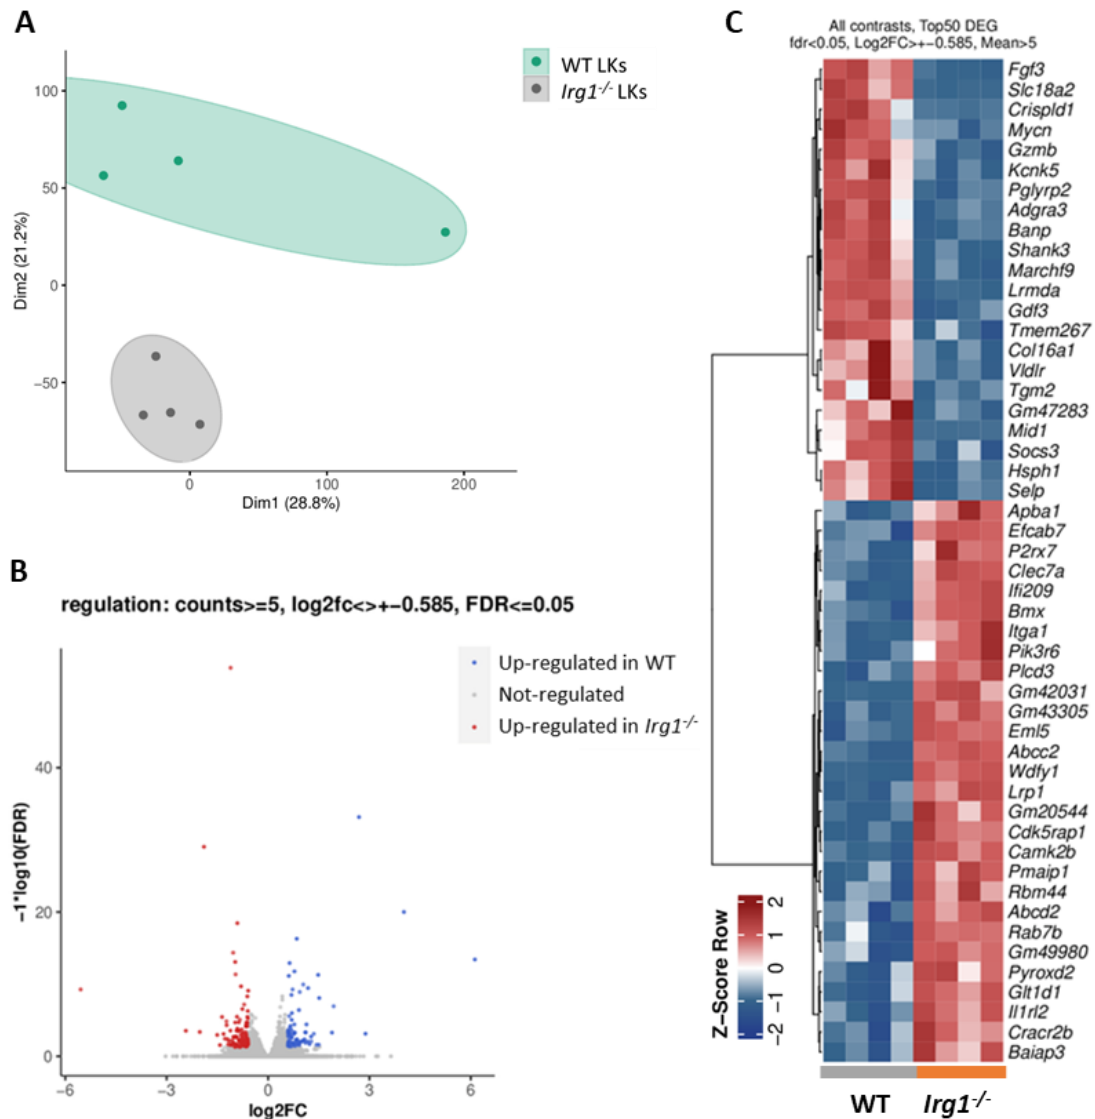 A
WT LKs
Irg1-/- LKs
100
50
0
−50
0
100
200
Dim1 (28.8%)
Dim2 (21.2%)
B
regulation: counts>=5, log2fc<>+−0.585, FDR<=0.05
Up-regulated in WT
Not-regulated
Up-regulated in Irg1-/-
40
20
0
−6
−3
0
3
6
log2FC
−1*log10(FDR)
C
All contrasts, Top50 DEG
fdr<0.05, Log2FC>+−0.585, Mean>5
Fgf3
Slc18a2
Crispld1
Mycn
Gzmb
Kcnk5
Pglyrp2
Adgra3
Banp
Shank3
Marchf9
Lrmda
Gdf3
Tmem267
Col16a1
Vldlr
Tgm2
Gm47283
Mid1
Socs3
Hsph1
Selp
Apba1
Efcab7
P2rx7
Clec7a
Ifi209
Bmx
Itga1
Pik3r6
Plcd3
Gm42031
Gm43305
Eml5
Abcc2
Wdfy1
Lrp1
Gm20544
Cdk5rap1
Camk2b
Pmaip1
Rbm44
Abcd2
Rab7b
Gm49980
Pyroxd2
Glt1d1
Il1rl2
Cracr2b
Baiap3
Z−Score Row
2
1
0
−1
−2
WT
Irg1-/-